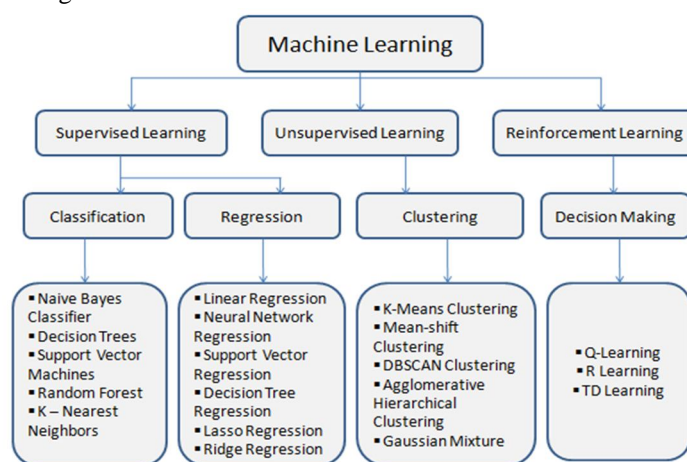 Machine Learning
Supervised Learning
Unsupervised Learning
Reinforcement Learning
Classification
Regression
Clustering
Decision Making
▪ Naive Bayes
Classifier
▪ Decision Trees
▪ Support Vector
Machines
▪ Random Forest
▪ K – Nearest
Neighbors
▪ Linear Regression
▪ Neural Network
Regression
▪ Support Vector
Regression
▪ Decision Tree
Regression
▪ Lasso Regression
▪ Ridge Regression
▪ K-Means Clustering
▪ Mean-shift
Clustering
▪ DBSCAN Clustering
▪ Agglomerative
Hierarchical
Clustering
▪ Gaussian Mixture
▪ Q-Learning
▪ R Learning
▪ TD Learning